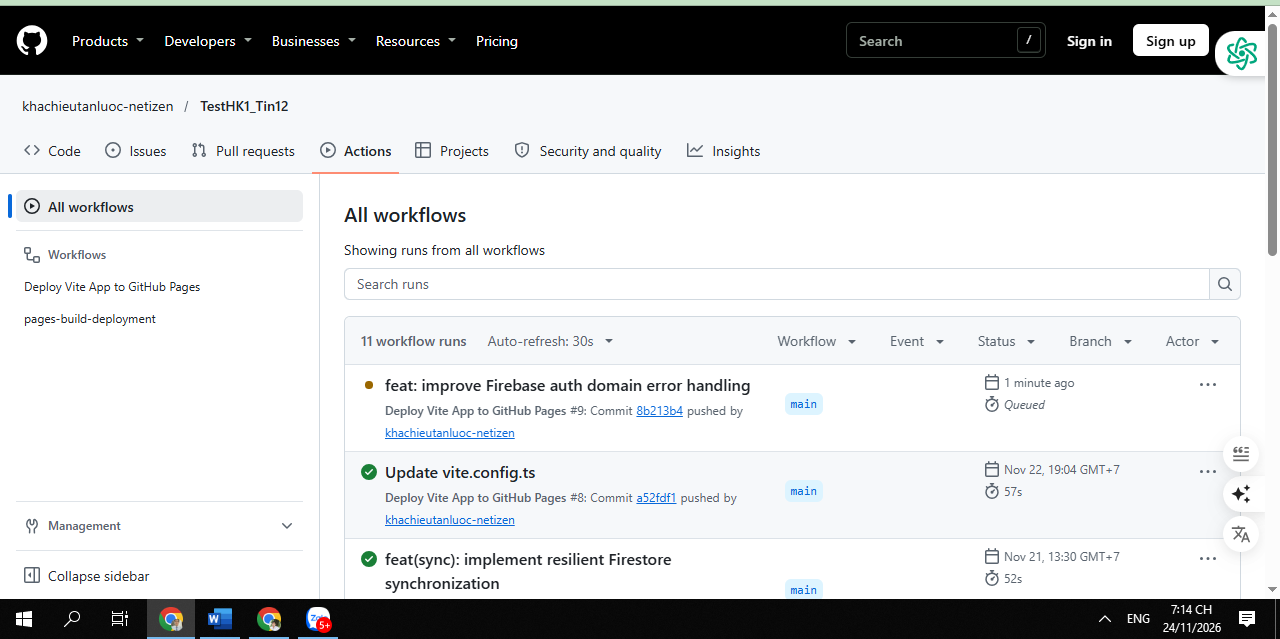 Products Developers Businesses Resources Pricing Search / Sign in Sign up
khachieutanluoc-netizen / TestHK1_Tin12
Code Issues Pull requests Actions Projects Security and quality Insights
All workflows
Workflows
Deploy Vite App to GitHub Pages
pages-build-deployment
Management
Collapse sidebar
All workflows
Showing runs from all workflows
Search runs
11 workflow runs Auto-refresh: 30s Workflow Event Status Branch Actor
feat: improve Firebase auth domain error handling
Deploy Vite App to GitHub Pages #9: Commit 8b213b4 pushed by
khachieutanluoc-netizen
main
1 minute ago
Queued
Update vite.config.ts
Deploy Vite App to GitHub Pages #8: Commit a52fdf1 pushed by
khachieutanluoc-netizen
main
Nov 22, 19:04 GMT+7
57s
feat(sync): implement resilient Firestore
synchronization
main
Nov 21, 13:30 GMT+7
52s
5+
ENG
7:14 CH
24/11/2026